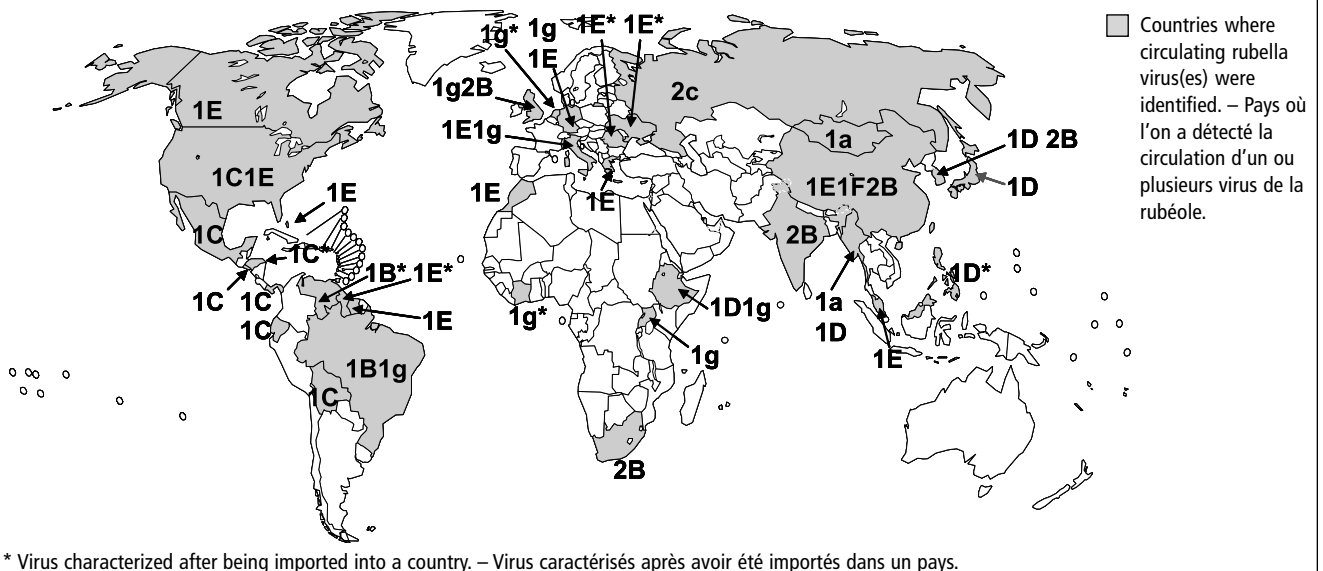 1g*
1g
1E*
1E*
1E
1g2B
1E1g
2c
1E
1a
1D 2B
1C1E
1E1F2B
1D
1E
1E
1E
1C
2B
1C*
1B*
1E*
1D*
1C
1C
1g*
1D1g
1a
1C
1E
1D
1g
1E
1B1g
1C
2B
Countries where
circulating rubella
virus(es) were
identified. – Pays où
l'on a détecté la
circulation d'un ou
plusieurs virus de la
rubéole.
* Virus characterized after being imported into a country. – Virus caractérisés après avoir été importés dans un pays.